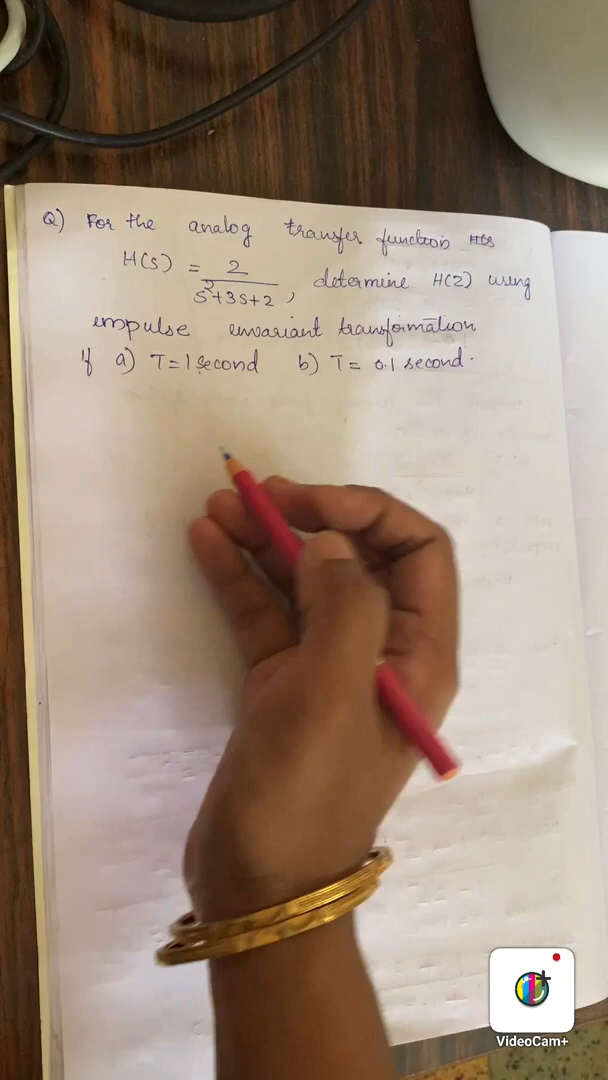 Q) For the analog transfer function H(s
H(s) = 2 / s²+3s+2 , determine H(Z) using
impulse invariant transformation
if a) T=1 second b) T= 0.1 second.
VideoCam+